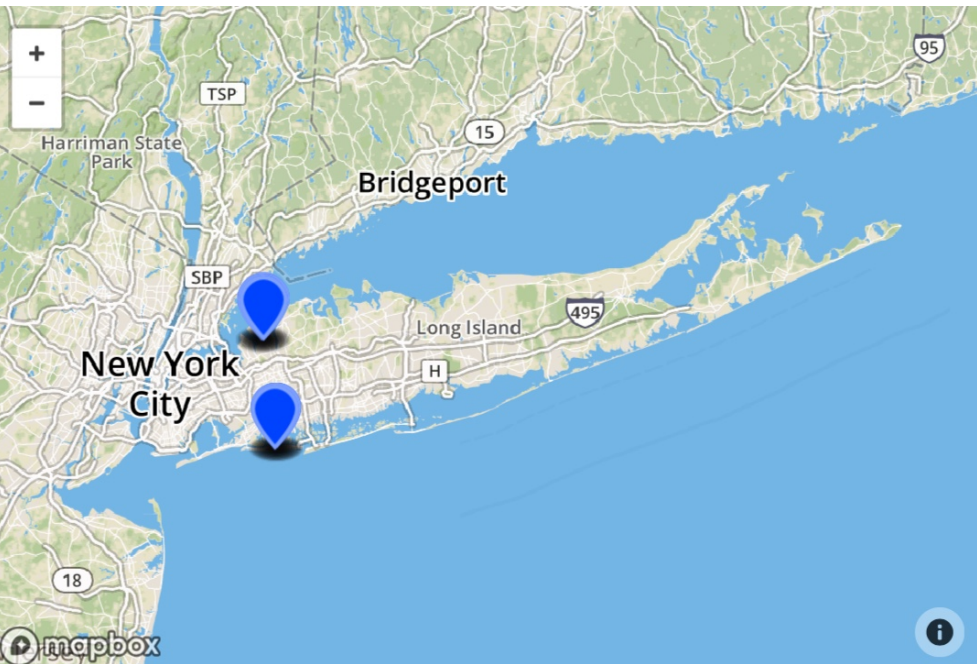 +
95
TSP
−
15
Harriman State
Park
Bridgeport
SBP
495
Long Island
New York
City
H
18
i
mapbox